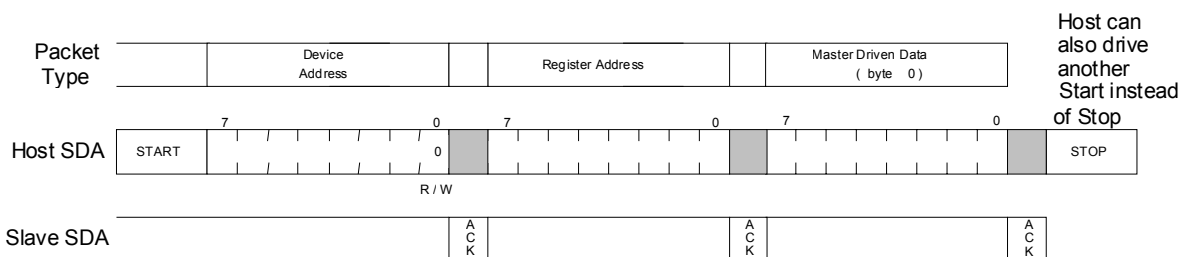 Packet
Type
Device
Address
Register Address
Master Driven Data
( byte 0 )
Host can
also drive
another
Start instead
of Stop
7 0 7 0 7 0
Host SDA
START
0
STOP
R / W
Slave SDA
A
C
K
A
C
K
A
C
K